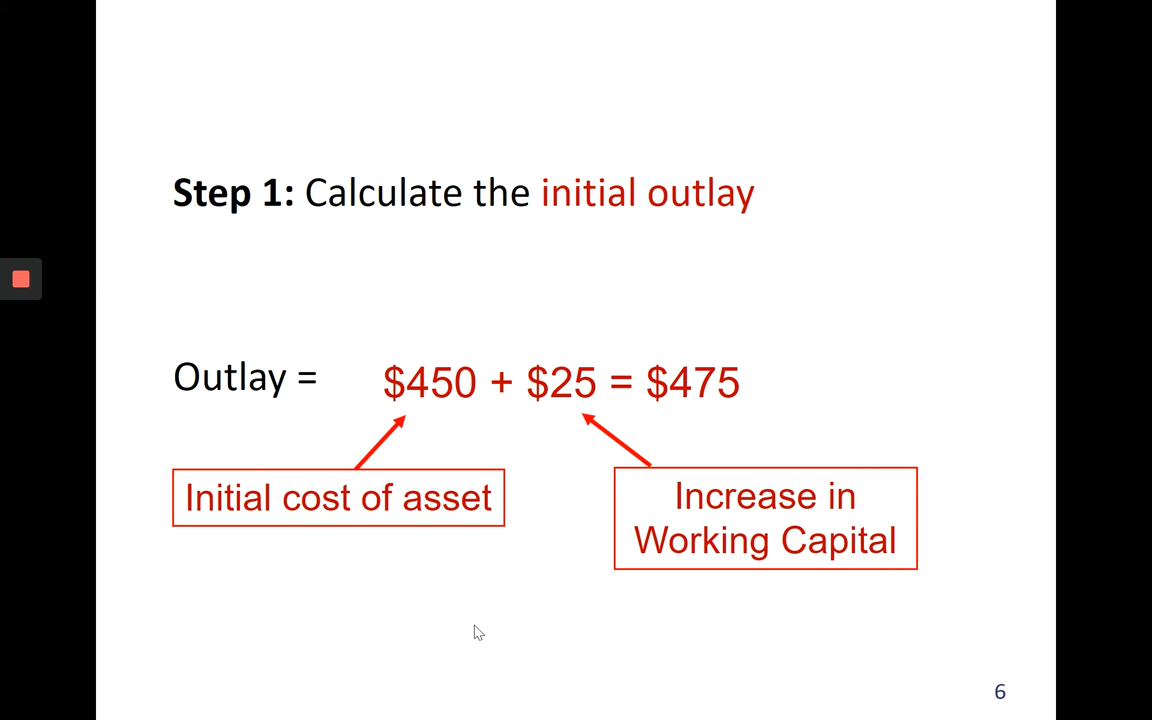 Step 1: Calculate the initial outlay
Outlay = $450 + $25 = $475
Initial cost of asset
Increase in
Working Capital
6